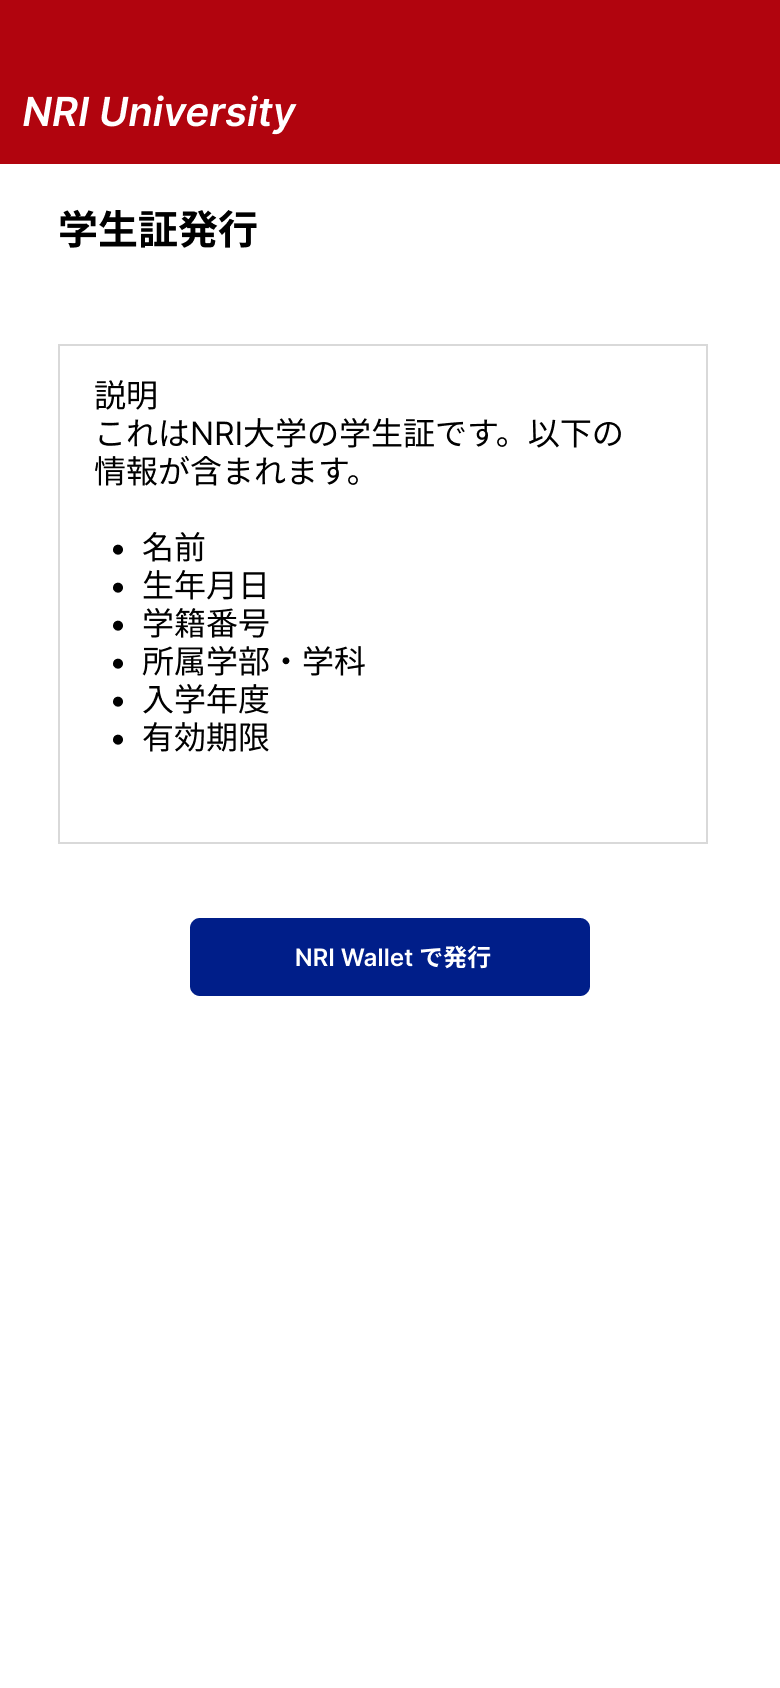 NRI University
学生証発行
説明
これはNRI大学の学生証です。以下の
情報が含まれます。
• 名前
• 生年月日
• 学籍番号
• 所属学部・学科
• 入学年度
• 有効期限
NRI Wallet で発行